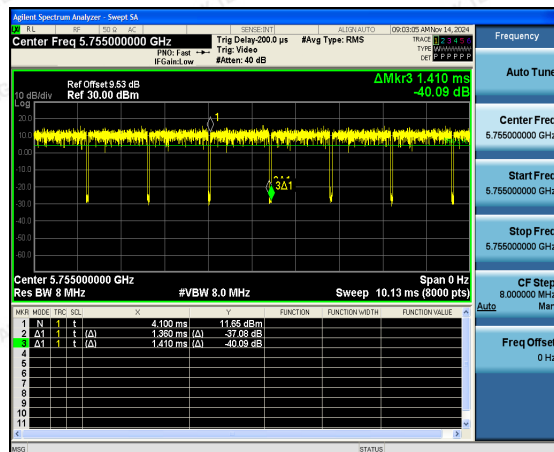 Agilent Spectrum Analyzer - Swept SA
RL RF 50 Ω AC SENSE:INT ALIGN AUTO 09:03:05 AM Nov 14, 2024
Center Freq 5.755000000 GHz
PNO: Fast
IFGain:Low
Trig Delay-200.0 µs
Trig: Video
#Atten: 40 dB
#Avg Type: RMS
TRACE 1 2 3 4 5 6
TYPE
DET P P P P P P
Frequency
Auto Tune
Center Freq
5.755000000 GHz
Start Freq
5.755000000 GHz
Stop Freq
5.755000000 GHz
CF Step
8.000000 MHz
Auto Man
Freq Offset
0 Hz
Ref Offset 9.53 dB
10 dB/div Ref 30.00 dBm
Log
ΔMkr3 1.410 ms
-40.09 dB
20.0
10.0
0.00
-10.0
-20.0
-30.0
-40.0
-50.0
-60.0
1
3Δ1
Center 5.755000000 GHz Span 0 Hz
Res BW 8 MHz #VBW 8.0 MHz Sweep 10.13 ms (8000 pts)
MKR MODE TRC SCL X Y FUNCTION FUNCTION WIDTH FUNCTION VALUE
1 N 1 t 4.100 ms 11.65 dBm
2 Δ1 1 t (Δ) 1.360 ms (Δ) -37.08 dB
3 Δ1 1 t (Δ) 1.410 ms (Δ) -40.09 dB
4
5
6
7
8
9
10
11
MSG STATUS